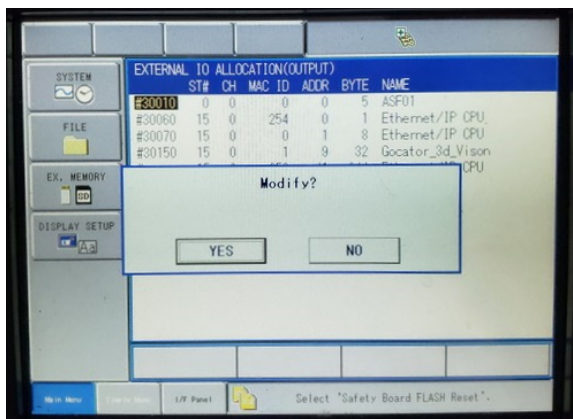 SYSTEM
FILE
EX. MEMORY
SD
DISPLAY SETUP
Aa
EXTERNAL IO ALLOCATION(OUTPUT)
ST# CH MAC ID ADDR BYTE NAME
#30010 0 0 0 0 5 ASF01
#30060 15 0 254 0 1 Ethernet/IP CPU
#30070 15 0 0 1 8 Ethernet/IP CPU
#30150 15 0 1 9 32 Gocator_3d_Vison
CPU
Modify?
YES NO
Main Menu I/F Panel Select "Safety Board FLASH Reset".